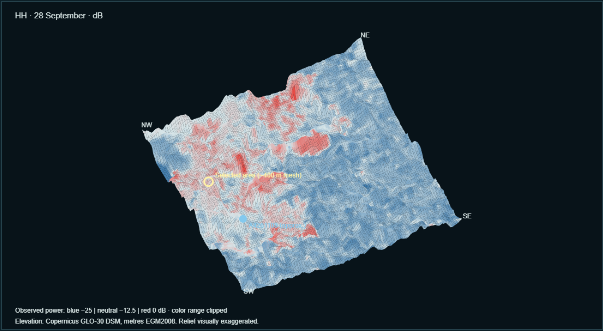 HH · 28 September · dB
NE
NW
SE
Observed power: blue −25 | neutral −12.5 | red 0 dB · color range clipped
Elevation: Copernicus GLO-30 DSM, metres EGM2008. Relief visually exaggerated.